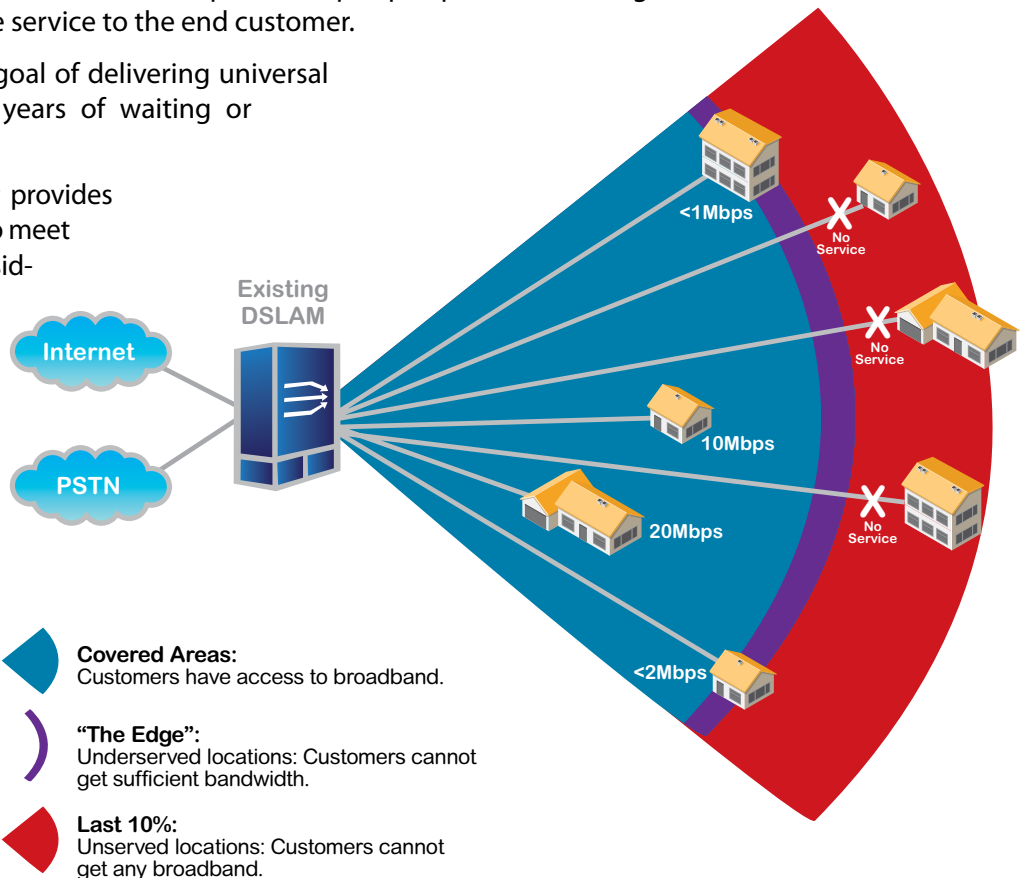 e service to the end customer.
goal of delivering universal
years of waiting or
provides
o meet
sid-
Existing
DSLAM
Internet
PSTN
<1Mbps
No
Service
No
Service
10Mbps
20Mbps
No
Service
<2Mbps
Covered Areas:
Customers have access to broadband.
“The Edge”:
Underserved locations: Customers cannot
get sufficient bandwidth.
Last 10%:
Unserved locations: Customers cannot
get any broadband.